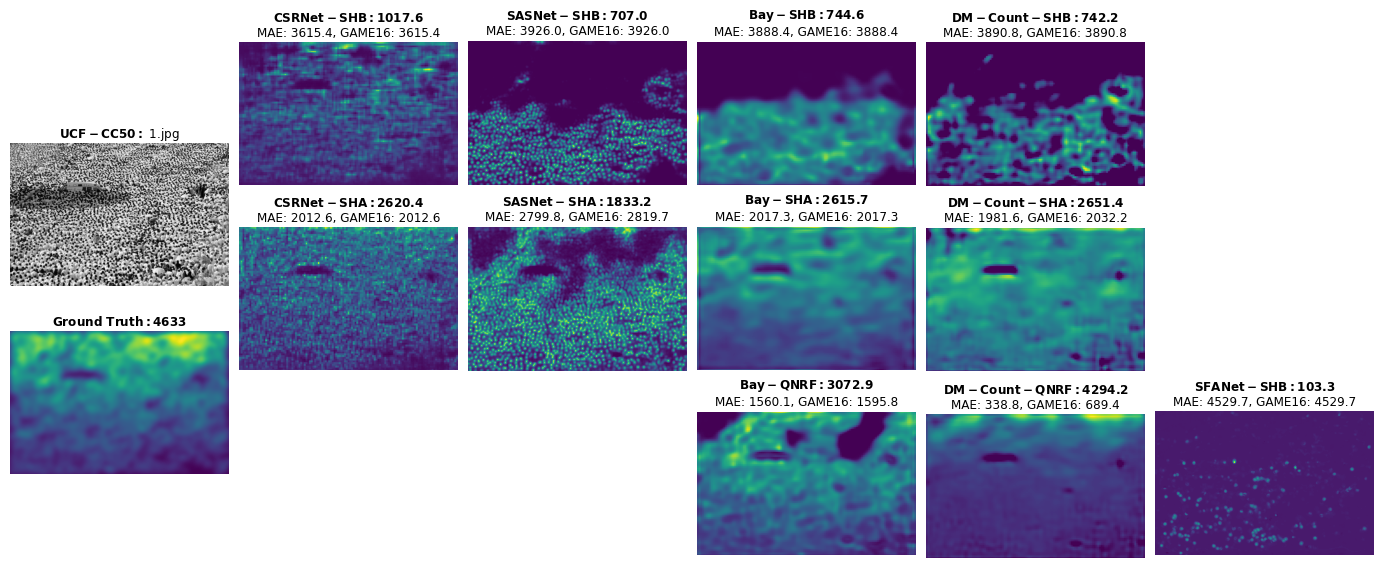 CSRNet − SHB : 1017.6
MAE: 3615.4, GAME16: 3615.4
SASNet − SHB : 707.0
MAE: 3926.0, GAME16: 3926.0
Bay − SHB : 744.6
MAE: 3888.4, GAME16: 3888.4
DM − Count − SHB : 742.2
MAE: 3890.8, GAME16: 3890.8
UCF − CC50 : 1.jpg
CSRNet − SHA : 2620.4
MAE: 2012.6, GAME16: 2012.6
SASNet − SHA : 1833.2
MAE: 2799.8, GAME16: 2819.7
Bay − SHA : 2615.7
MAE: 2017.3, GAME16: 2017.3
DM − Count − SHA : 2651.4
MAE: 1981.6, GAME16: 2032.2
Ground Truth : 4633
Bay − QNRF : 3072.9
MAE: 1560.1, GAME16: 1595.8
DM − Count − QNRF : 4294.2
MAE: 338.8, GAME16: 689.4
SFANet − SHB : 103.3
MAE: 4529.7, GAME16: 4529.7